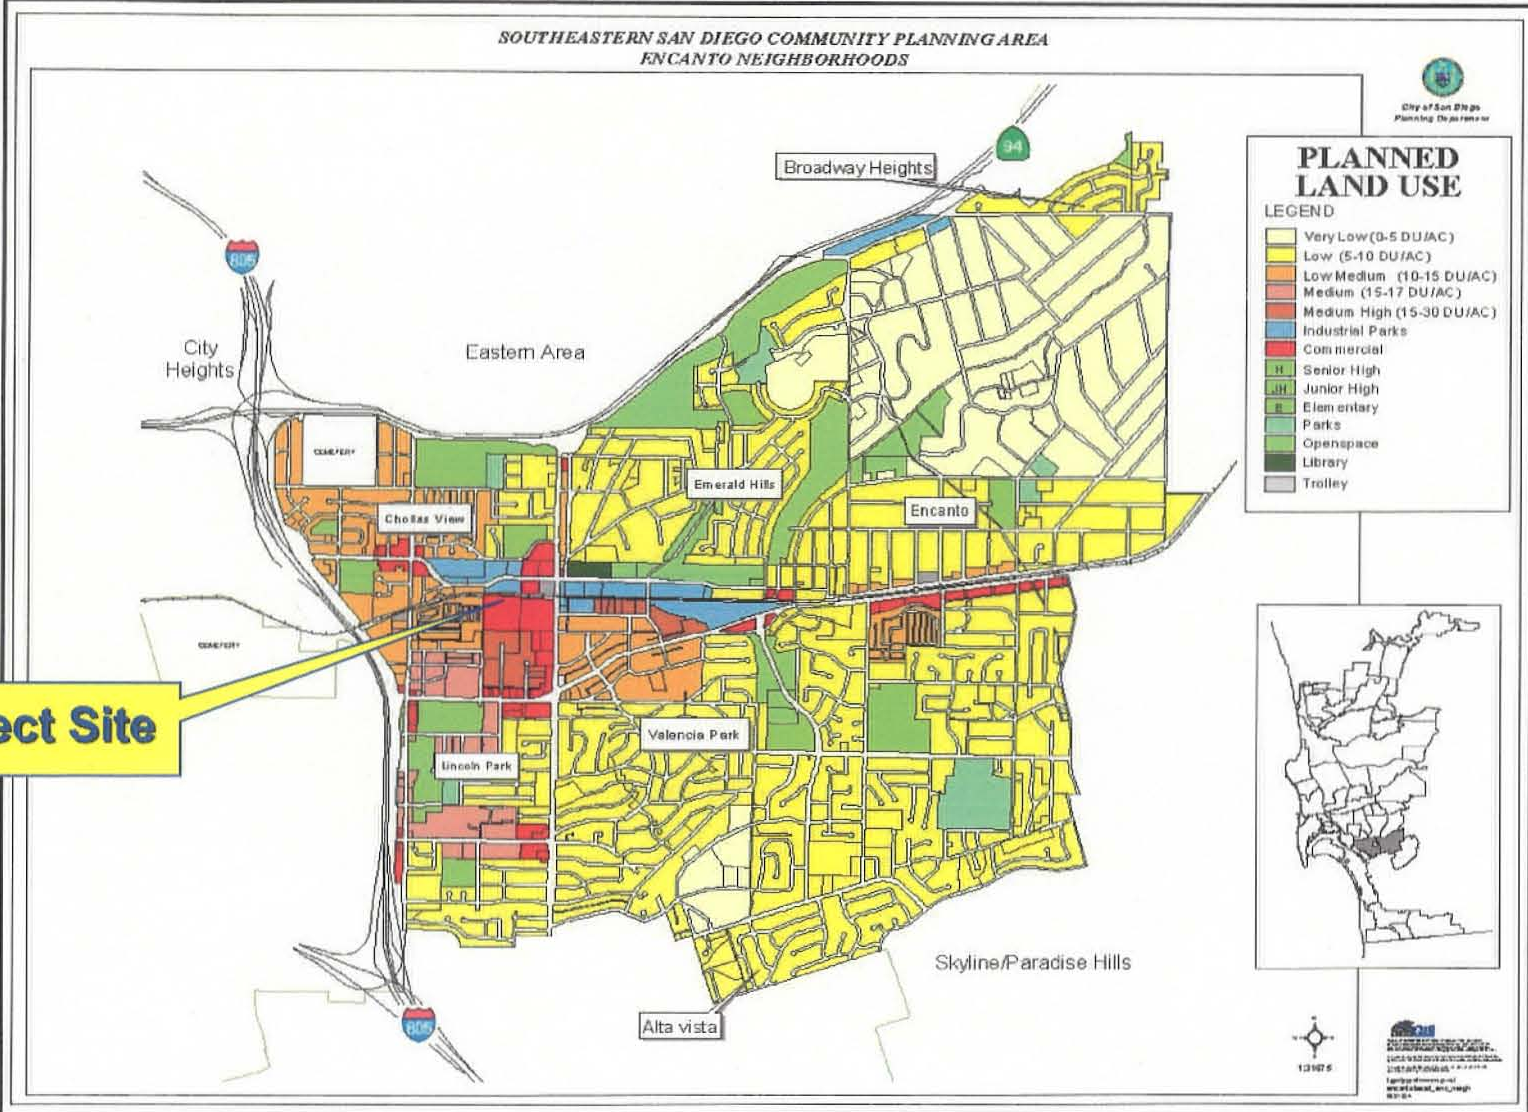 SOUTHEASTERN SAN DIEGO COMMUNITY PLANNING AREA
ENCANTO NEIGHBORHOODS
City of San Diego
Planning Department
PLANNED
LAND USE
LEGEND
Very Low (0-5 DU/AC)
Low (5-10 DU/AC)
Low Medium (10-15 DU/AC)
Medium (15-17 DU/AC)
Medium High (15-30 DU/AC)
Industrial Parks
Commercial
H Senior High
JH Junior High
E Elementary
Parks
Openspace
Library
Trolley
94
Broadway Heights
805
City
Heights
Eastern Area
CEMETERY
Chollas View
Emerald Hills
Encanto
CEMETERY
ect Site
Valencia Park
Lincoln Park
Skyline/Paradise Hills
Alta vista
805